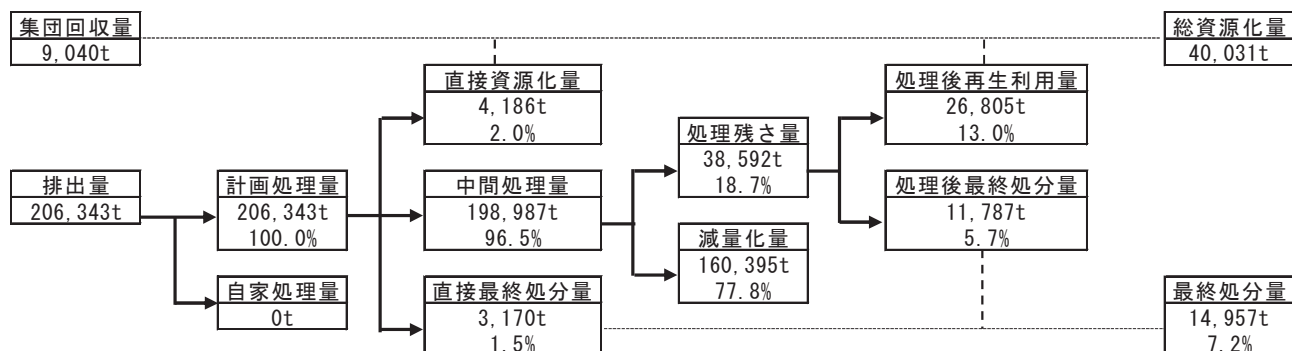 集団回収量
9,040t
総資源化量
40,031t
直接資源化量
4,186t
2.0%
処理後再生利用量
26,805t
13.0%
処理残さ量
38,592t
18.7%
排出量
206,343t
計画処理量
206,343t
100.0%
中間処理量
198,987t
96.5%
処理後最終処分量
11,787t
5.7%
減量化量
160,395t
77.8%
自家処理量
0t
直接最終処分量
3,170t
1.5%
最終処分量
14,957t
7.2%